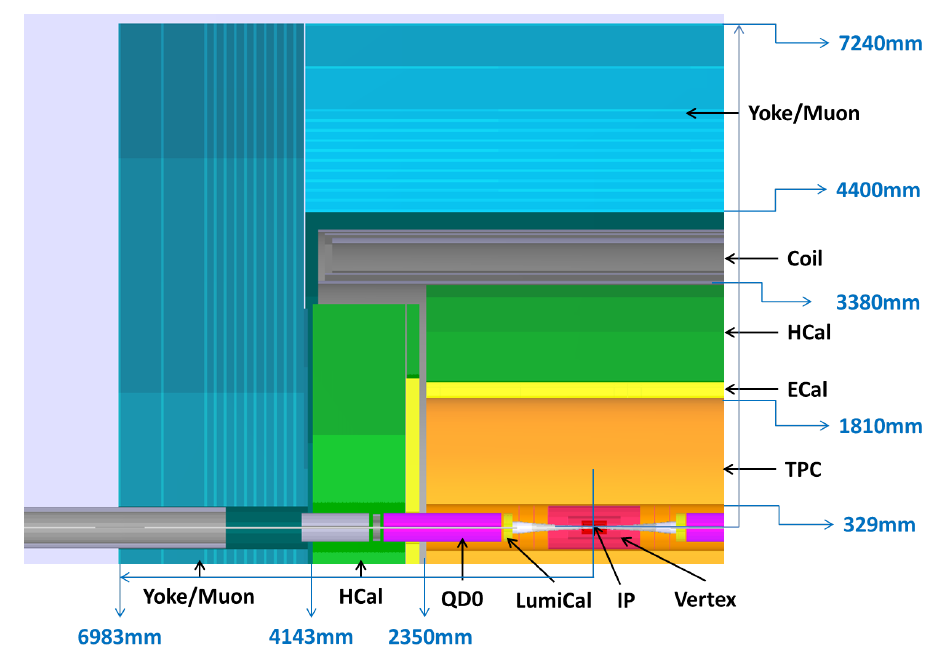 7240mm
Yoke/Muon
4400mm
Coil
3380mm
HCal
ECal
1810mm
TPC
329mm
Yoke/Muon
HCal
QD0
LumiCal
IP
Vertex
6983mm
4143mm
2350mm